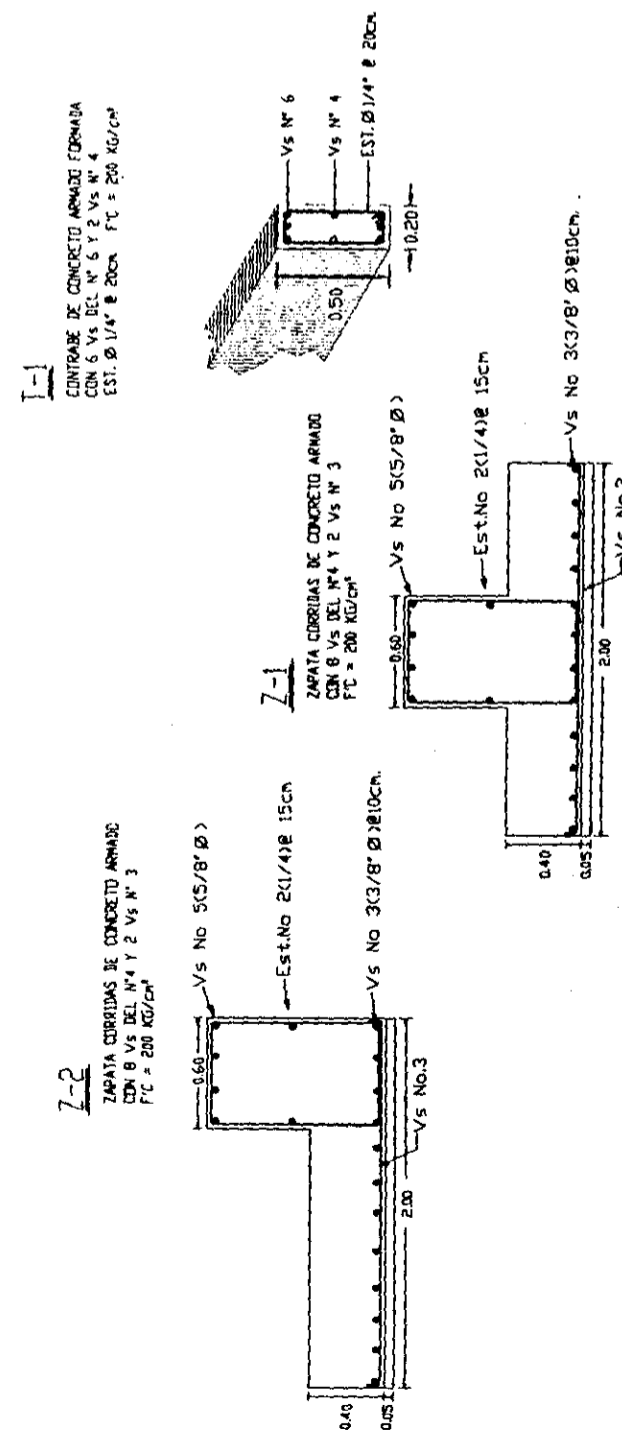 T-1
CONTRABE DE CONCRETO ARMADO FORMADA
CON 6 Vs DEL N° 6 Y 2 Vs N° 4
EST. Ø 1/4" @ 20cm F'C = 200 KG/cm²
Vs N° 6
Vs N° 4
EST. Ø 1/4" @ 20cm.
0.50
0.20
Z-1
ZAPATA CORRIDAS DE CONCRETO ARMADO
CON 8 Vs DEL N°4 Y 2 Vs N° 3
F'C = 200 KG/cm²
Vs No 5(5/8" Ø)
0.60
Est.No 2(1/4)@ 15cm
Vs No 3(3/8" Ø)@10cm.
Vs No.3
2.00
0.40
0.05
Z-2
ZAPATA CORRIDAS DE CONCRETO ARMADO
CON 8 Vs DEL N°4 Y 2 Vs N° 3
F'C = 200 KG/cm²
Vs No 5(5/8" Ø)
0.60
Est.No 2(1/4)@ 15cm
Vs No 3(3/8" Ø)@10cm.
Vs No.3
2.00
0.40
0.05